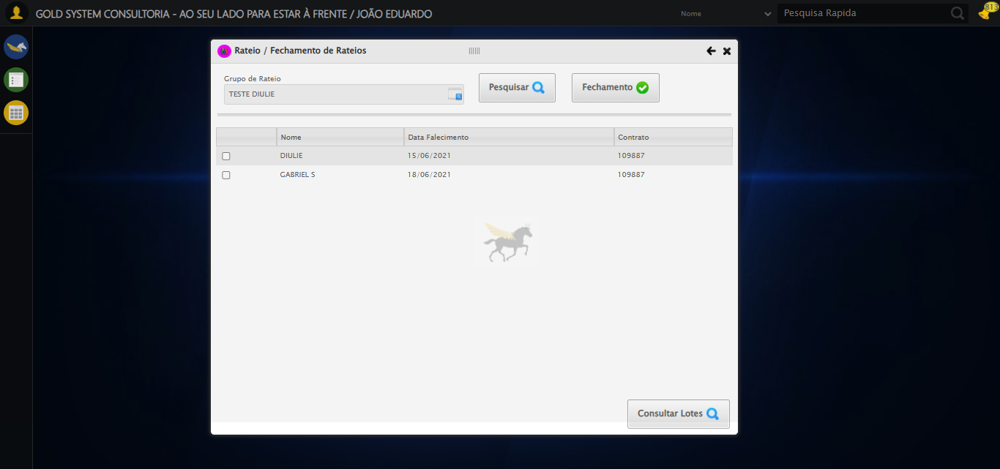 GOLD SYSTEM CONSULTORIA - AO SEU LADO PARA ESTAR À FRENTE / JOÃO EDUARDO
Nome
Pesquisa Rapida
813
Rateio / Fechamento de Rateios
Grupo de Rateio
TESTE DIULIE
Pesquisar
Fechamento
Nome Data Falecimento Contrato
DIULIE 15/06/2021 109887
GABRIEL S 18/06/2021 109887
Consultar Lotes